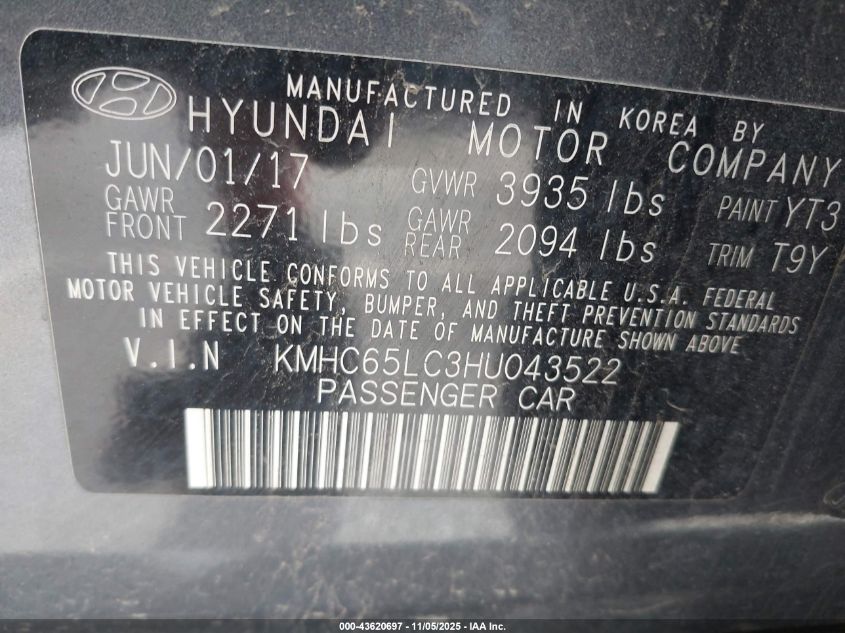 MANUFACTURED IN KOREA BY
HYUNDAI MOTOR COMPANY
JUN/01/17 GVWR 3935 lbs PAINT YT3
GAWR FRONT 2271 lbs GAWR REAR 2094 lbs TRIM T9Y
THIS VEHICLE CONFORMS TO ALL APPLICABLE U.S.A. FEDERAL
MOTOR VEHICLE SAFETY, BUMPER, AND THEFT PREVENTION STANDARDS
IN EFFECT ON THE DATE OF MANUFACTURE SHOWN ABOVE
V.I.N KMHC65LC3HU043522
PASSENGER CAR
000-43620697 - 11/05/2025 - IAA Inc.